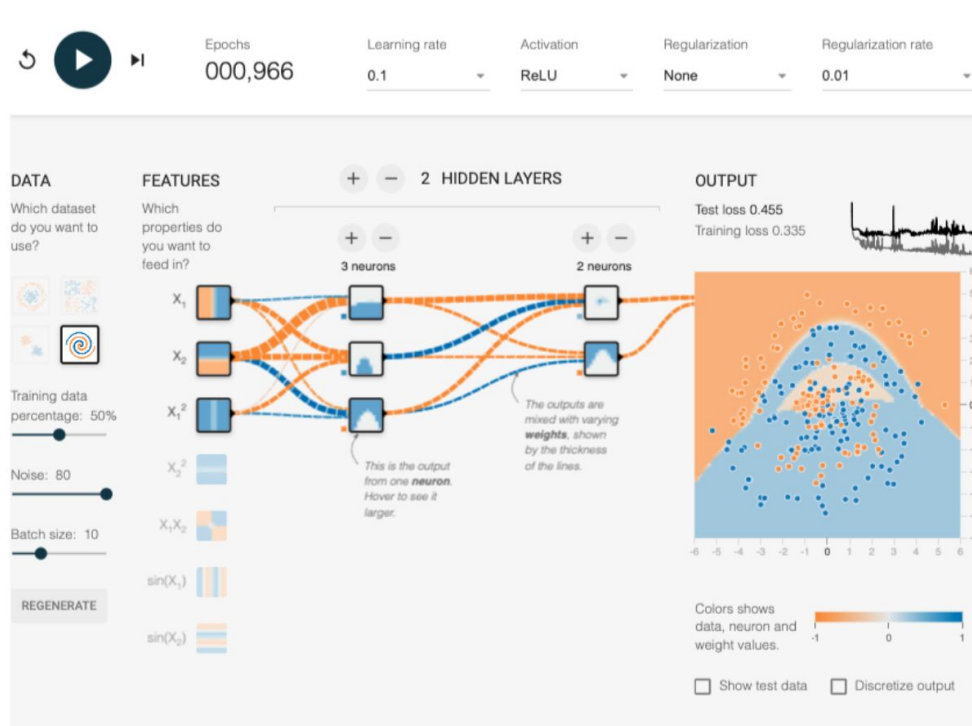 Epochs
000,966
Learning rate
0.1
Activation
ReLU
Regularization
None
Regularization rate
0.01
DATA
Which dataset
do you want to
use?
Training data
percentage: 50%
Noise: 80
Batch size: 10
REGENERATE
FEATURES
Which
properties do
you want to
feed in?
X₁
X₂
X₁²
X₂²
X₁X₂
sin(X₁)
sin(X₂)
+ − 2 HIDDEN LAYERS
+ −
3 neurons
+ −
2 neurons
This is the output
from one neuron.
Hover to see it
larger.
The outputs are
mixed with varying
weights, shown
by the thickness
of the lines.
OUTPUT
Test loss 0.455
Training loss 0.335
-6 -5 -4 -3 -2 -1 0 1 2 3 4 5 6
Colors shows
data, neuron and
weight values.
-1 0 1
Show test data
Discretize output